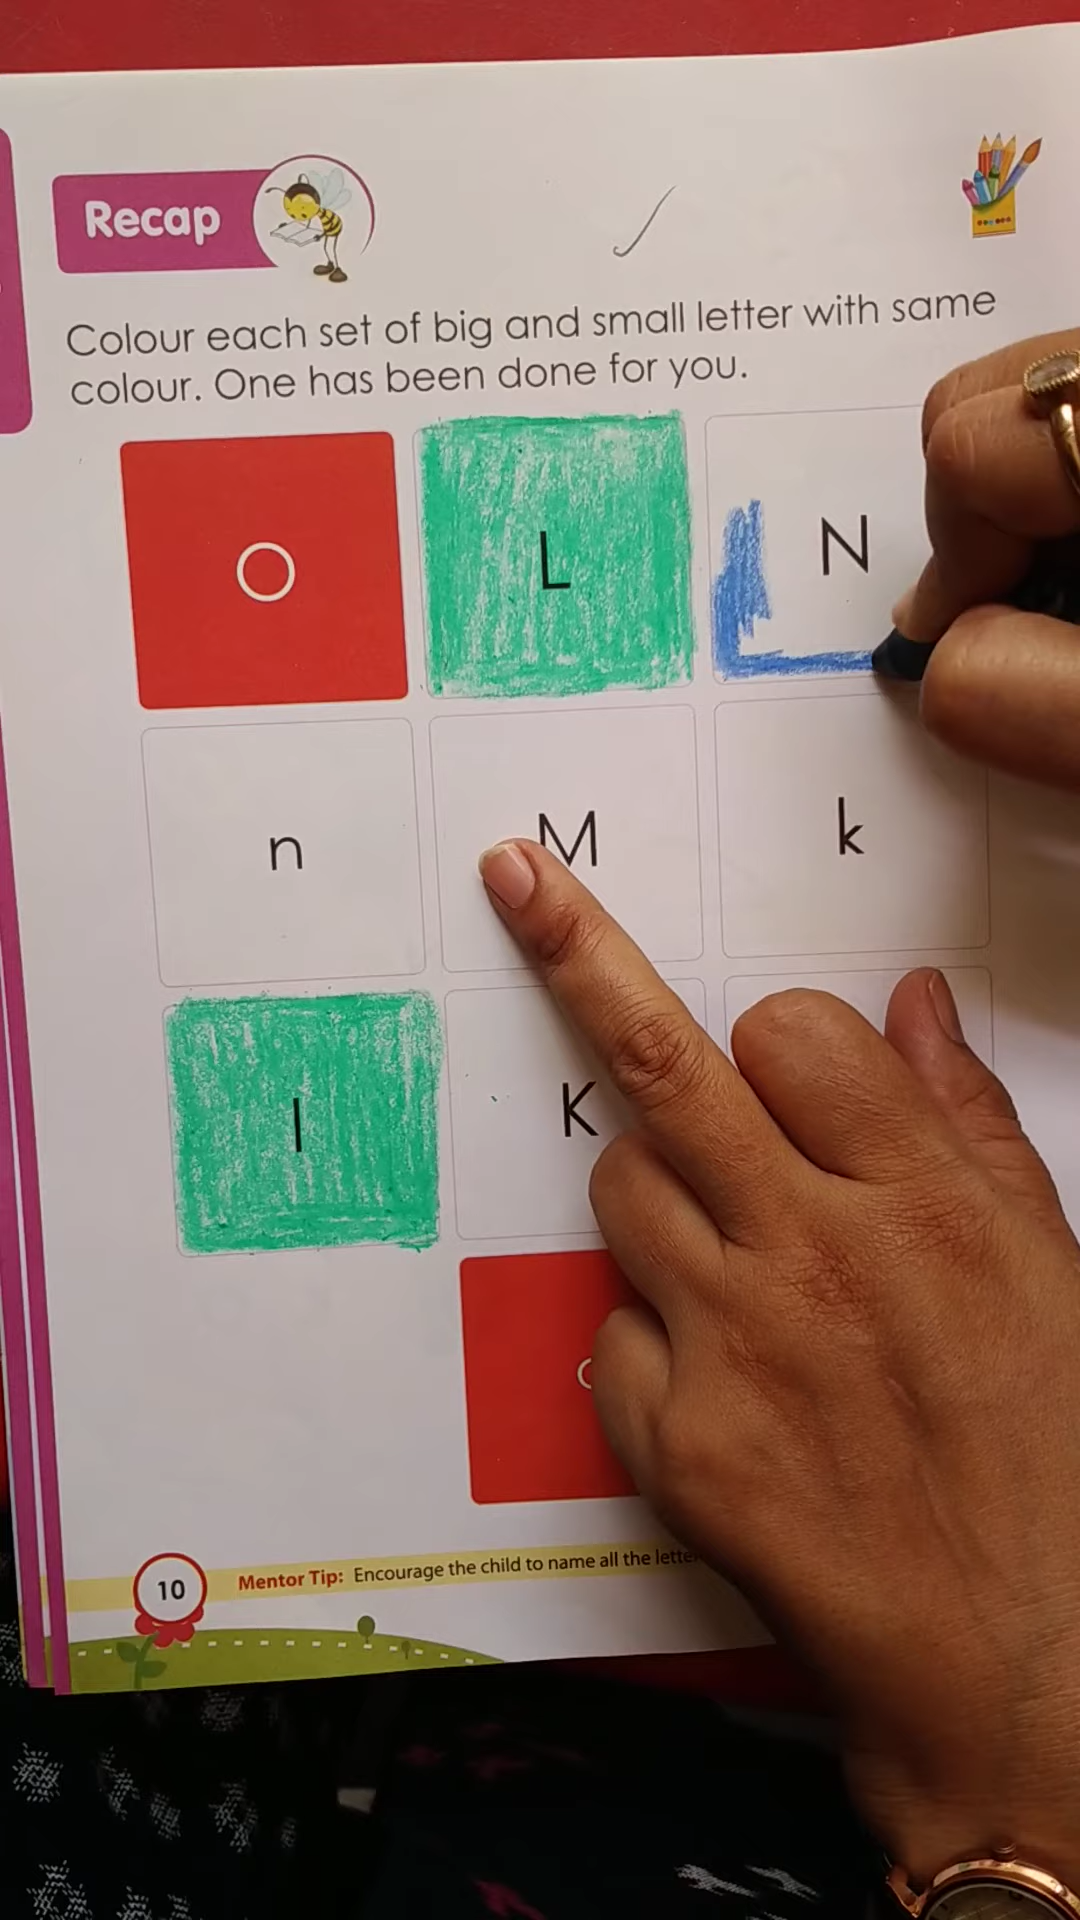 Recap
Colour each set of big and small letter with same
colour. One has been done for you.
O L N
n M k
l K
10 Mentor Tip: Encourage the child to name all the